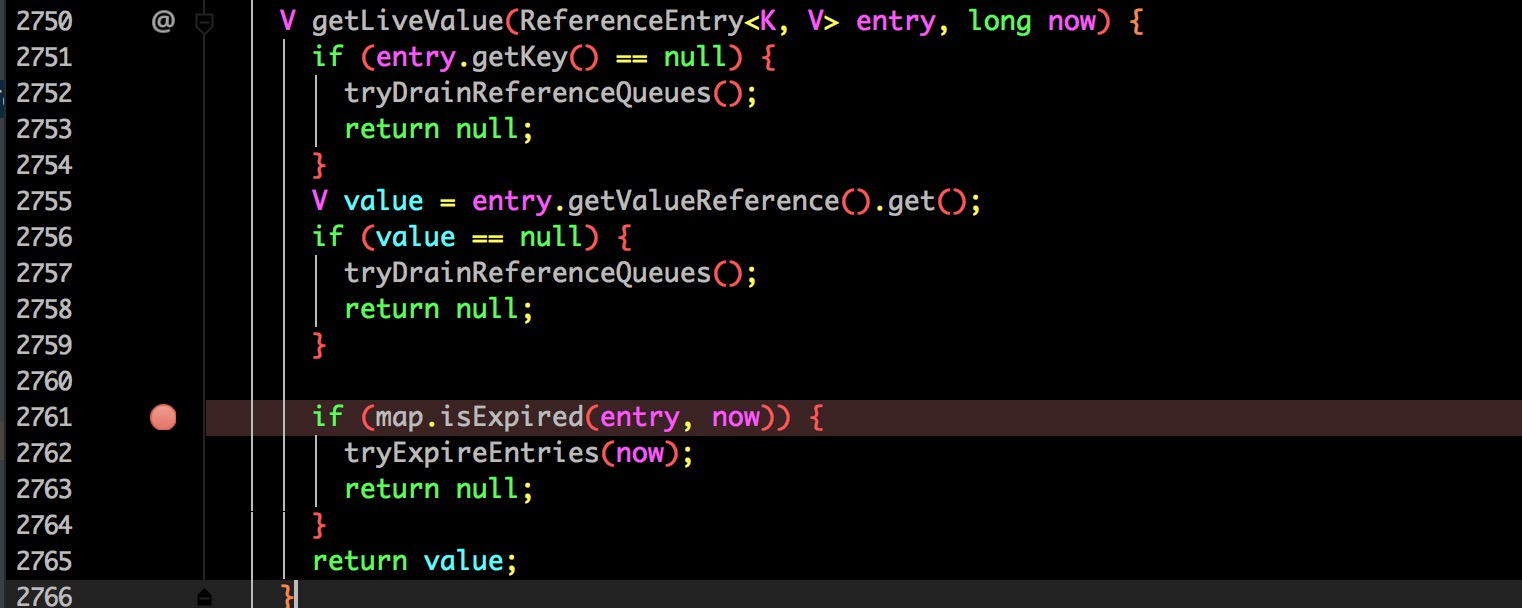 2750 @ V getLiveValue(ReferenceEntry<K, V> entry, long now) {
2751 if (entry.getKey() == null) {
2752 tryDrainReferenceQueues();
2753 return null;
2754 }
2755 V value = entry.getValueReference().get();
2756 if (value == null) {
2757 tryDrainReferenceQueues();
2758 return null;
2759 }
2760
2761 if (map.isExpired(entry, now)) {
2762 tryExpireEntries(now);
2763 return null;
2764 }
2765 return value;
2766 }